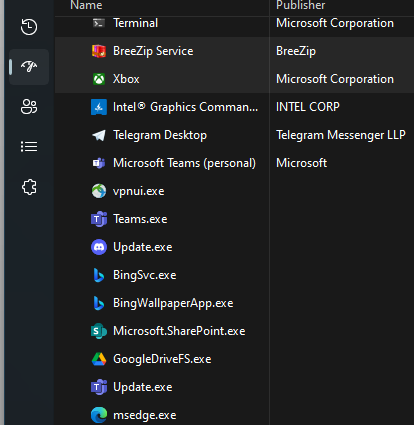 Name Publisher
Terminal Microsoft Corporation
BreeZip Service BreeZip
Xbox Microsoft Corporation
Intel® Graphics Comman... INTEL CORP
Telegram Desktop Telegram Messenger LLP
Microsoft Teams (personal) Microsoft
vpnui.exe
Teams.exe
Update.exe
BingSvc.exe
BingWallpaperApp.exe
Microsoft.SharePoint.exe
GoogleDriveFS.exe
Update.exe
msedge.exe